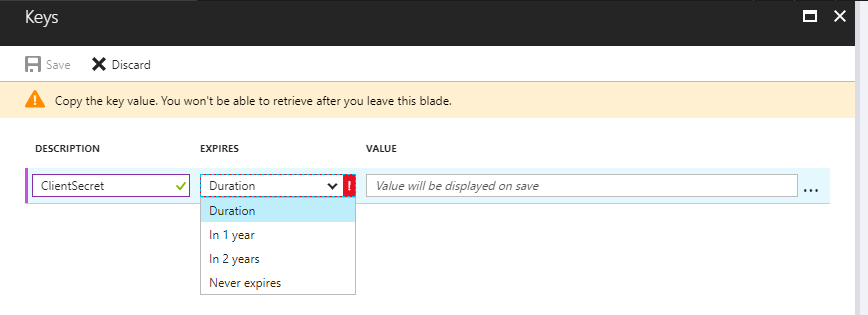 Keys
Save Discard
Copy the key value. You won't be able to retrieve after you leave this blade.
DESCRIPTION EXPIRES VALUE
ClientSecret Duration ! Value will be displayed on save ...
Duration
In 1 year
In 2 years
Never expires